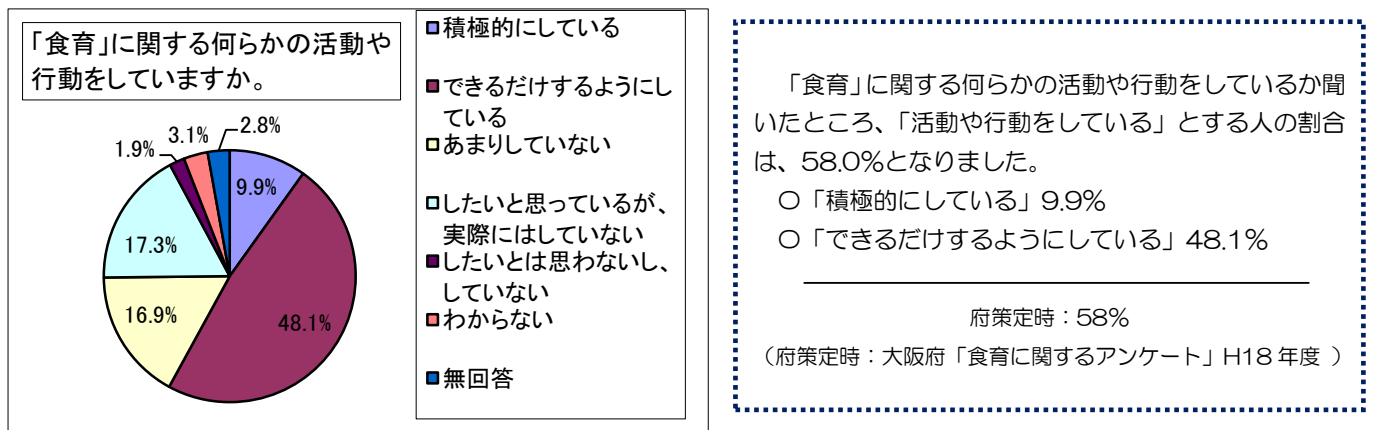 「食育」に関する何らかの活動や
行動をしていますか。
2.8%
3.1%
1.9%
9.9%
17.3%
16.9%
48.1%
積極的にしている
できるだけするようにし
ている
あまりしていない
したいと思っているが、
実際にはしていない
したいとは思わないし、
していない
わからない
無回答
「食育」に関する何らかの活動や行動をしているか聞
いたところ、「活動や行動をしている」とする人の割合
は、58.0%となりました。
○「積極的にしている」9.9%
○「できるだけするようにしている」48.1%
府策定時：58%
（府策定時：大阪府「食育に関するアンケート」H18 年度 ）